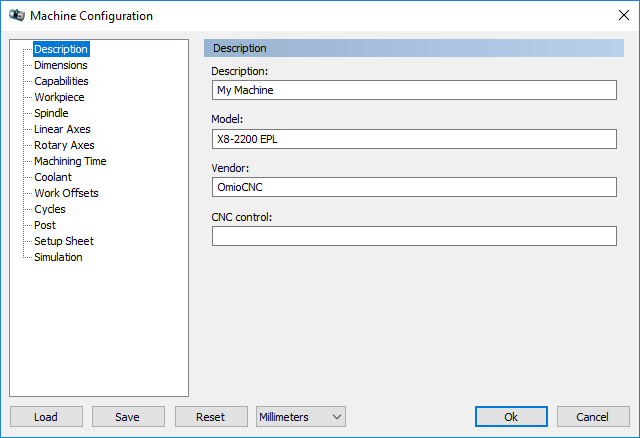 Machine Configuration
Description
Dimensions
Capabilities
Workpiece
Spindle
Linear Axes
Rotary Axes
Machining Time
Coolant
Work Offsets
Cycles
Post
Setup Sheet
Simulation
Description
Description:
My Machine
Model:
X8-2200 EPL
Vendor:
OmioCNC
CNC control:
Load Save Reset Millimeters Ok Cancel